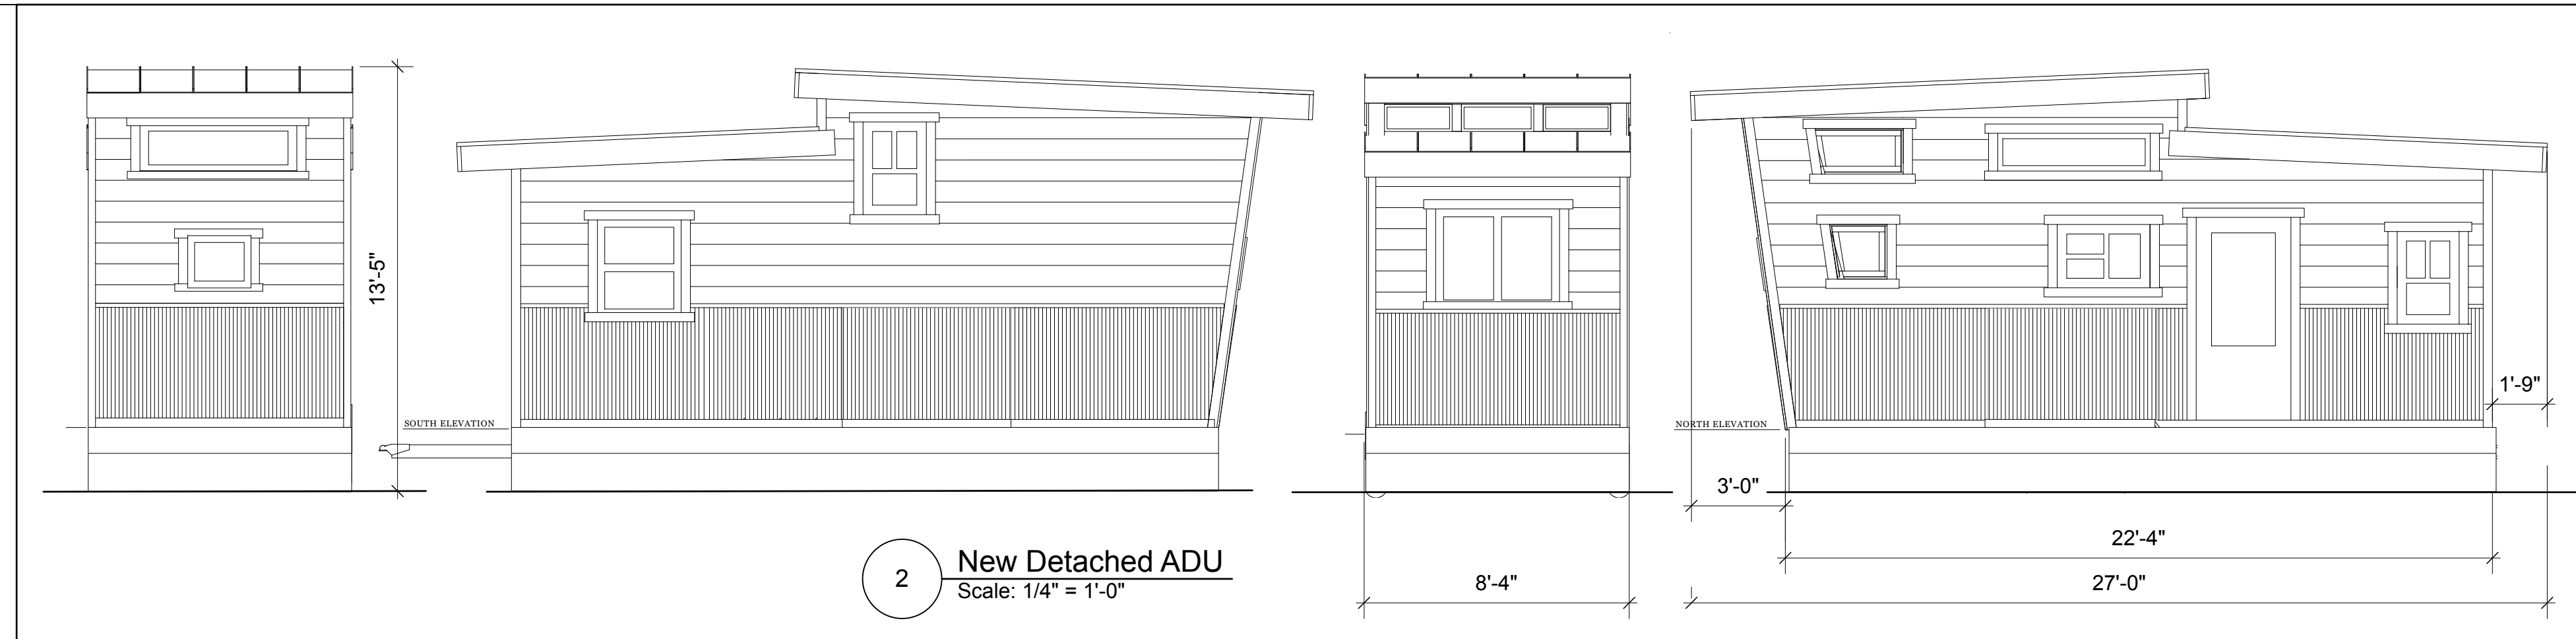 13'-5"
SOUTH ELEVATION
NORTH ELEVATION
1'-9"
3'-0"
22'-4"
27'-0"
8'-4"
2
New Detached ADU
Scale: 1/4" = 1'-0"